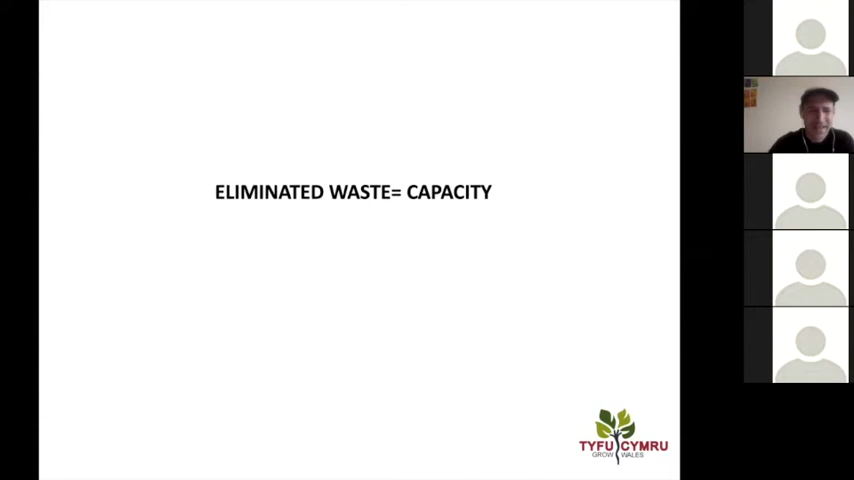 ELIMINATED WASTE= CAPACITY
TYFU CYMRU
GROW WALES